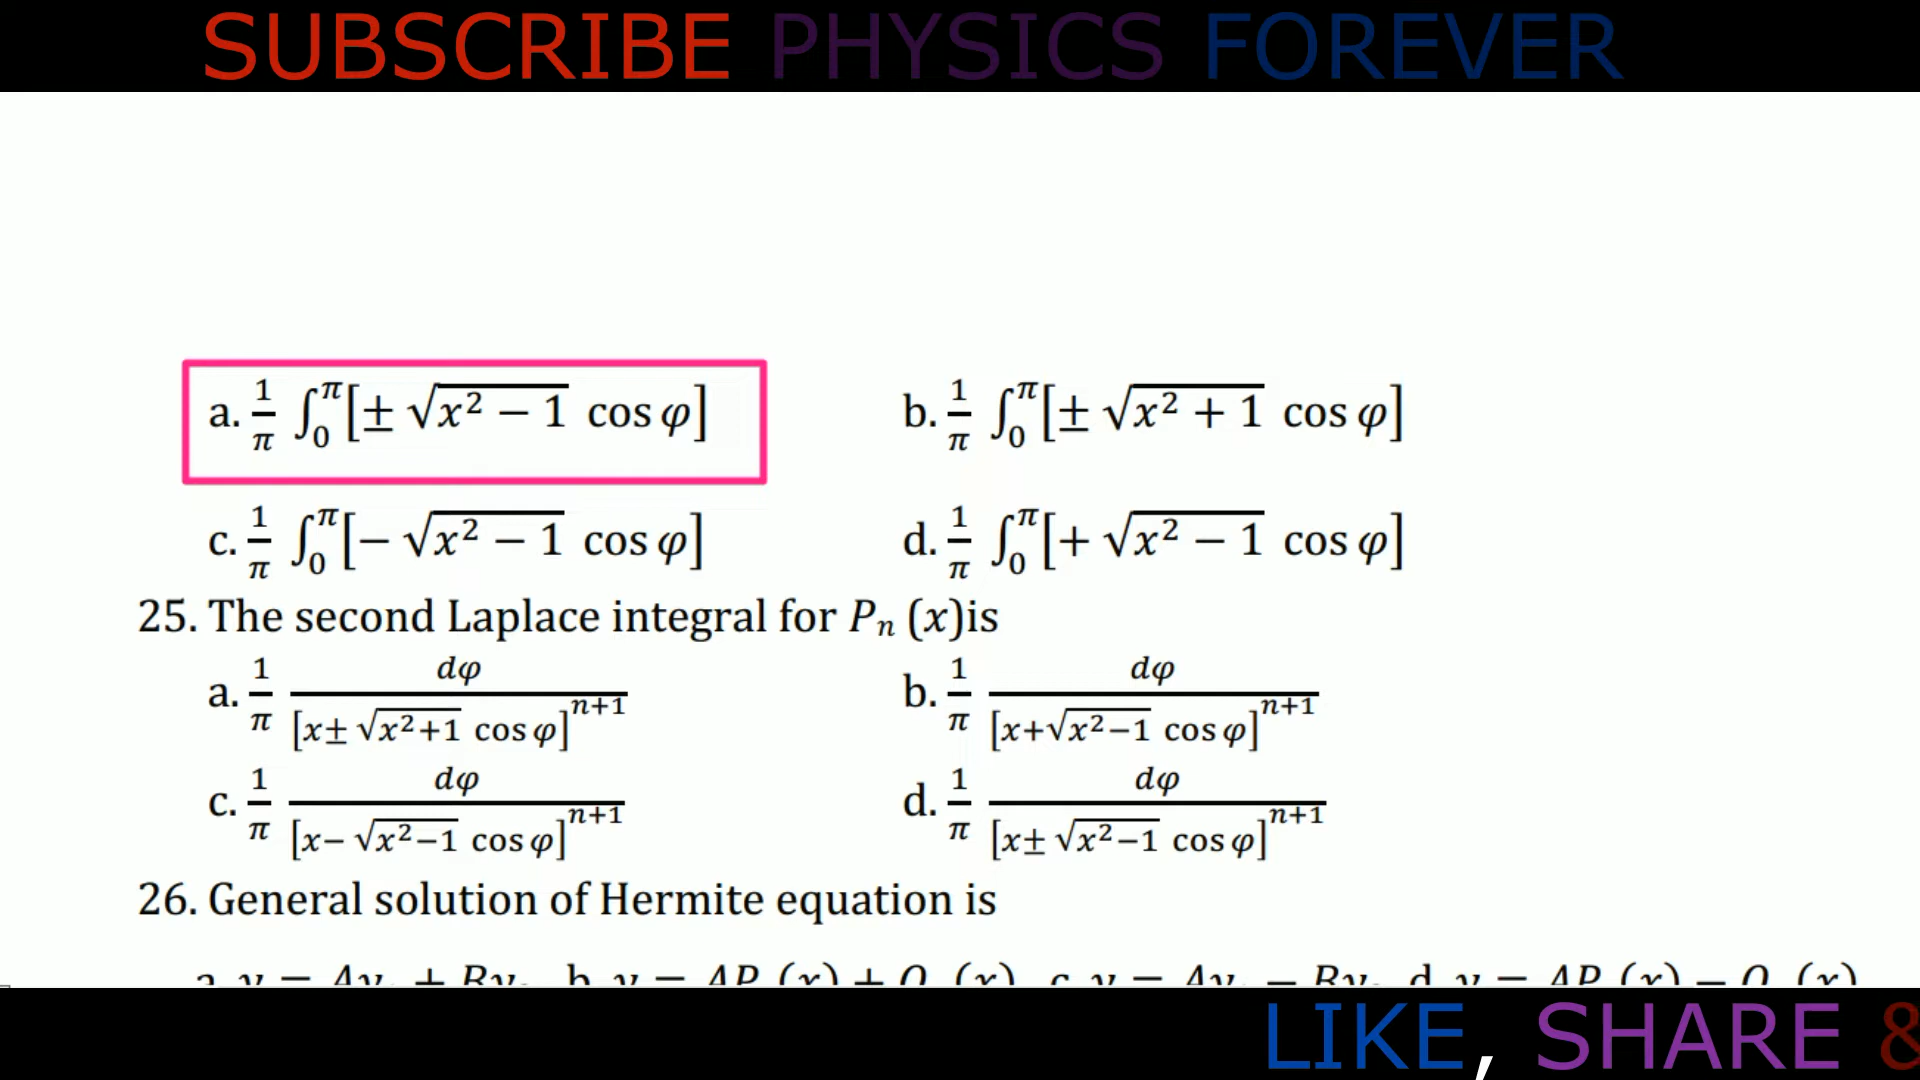 SUBSCRIBE PHYSICS FOREVER
a. 1/π ∫₀^π [± √(x² − 1) cos φ] b. 1/π ∫₀^π [± √(x² + 1) cos φ]
c. 1/π ∫₀^π [− √(x² − 1) cos φ] d. 1/π ∫₀^π [+ √(x² − 1) cos φ]
25. The second Laplace integral for Pₙ (x)is
a. 1/π dφ/[x± √(x²+1) cos φ]^(n+1) b. 1/π dφ/[x+√(x²−1) cos φ]^(n+1)
c. 1/π dφ/[x− √(x²−1) cos φ]^(n+1) d. 1/π dφ/[x± √(x²−1) cos φ]^(n+1)
26. General solution of Hermite equation is
LIKE, SHARE &